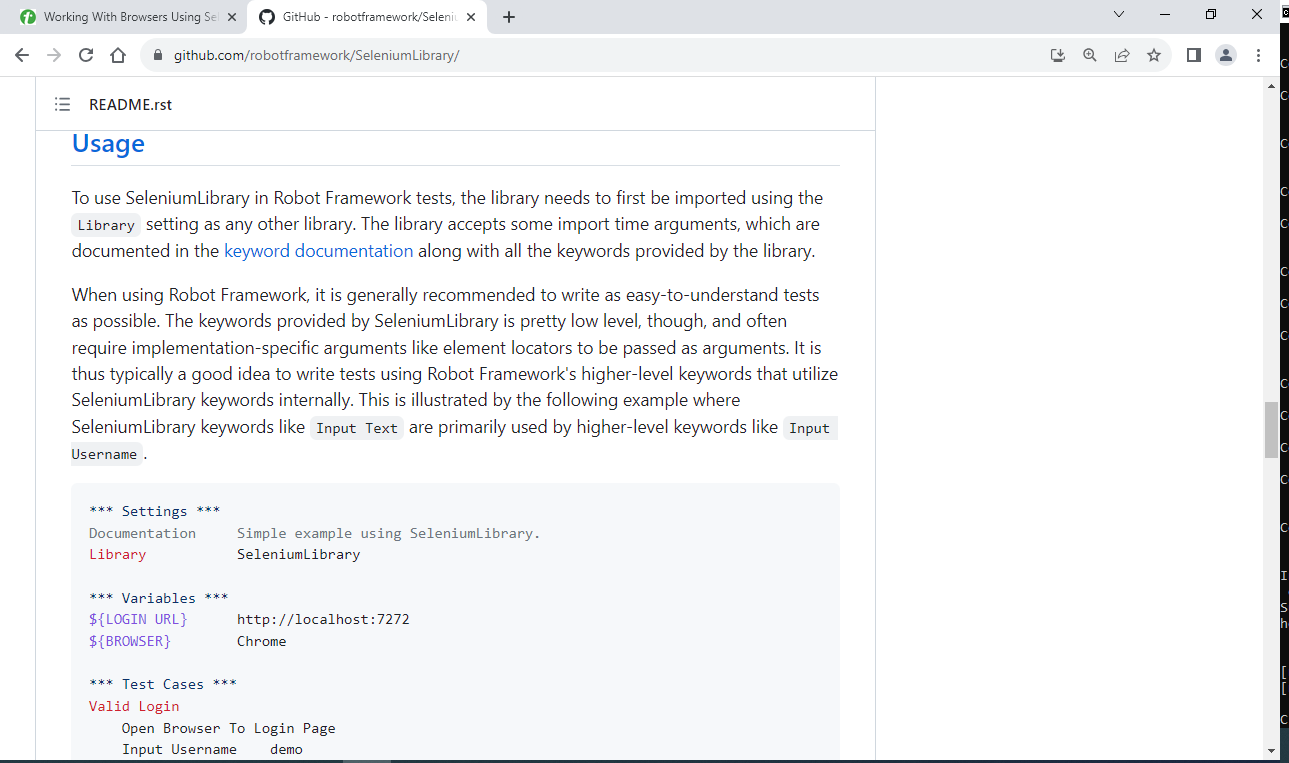 Working With Browsers Using Se
GitHub - robotframework/Seleniu
github.com/robotframework/SeleniumLibrary/
README.rst
Usage
To use SeleniumLibrary in Robot Framework tests, the library needs to first be imported using the
Library setting as any other library. The library accepts some import time arguments, which are
documented in the keyword documentation along with all the keywords provided by the library.
When using Robot Framework, it is generally recommended to write as easy-to-understand tests
as possible. The keywords provided by SeleniumLibrary is pretty low level, though, and often
require implementation-specific arguments like element locators to be passed as arguments. It is
thus typically a good idea to write tests using Robot Framework's higher-level keywords that utilize
SeleniumLibrary keywords internally. This is illustrated by the following example where
SeleniumLibrary keywords like Input Text are primarily used by higher-level keywords like Input
Username .
*** Settings ***
Documentation     Simple example using SeleniumLibrary.
Library           SeleniumLibrary
*** Variables ***
${LOGIN URL}      http://localhost:7272
${BROWSER}        Chrome
*** Test Cases ***
Valid Login
    Open Browser To Login Page
    Input Username    demo